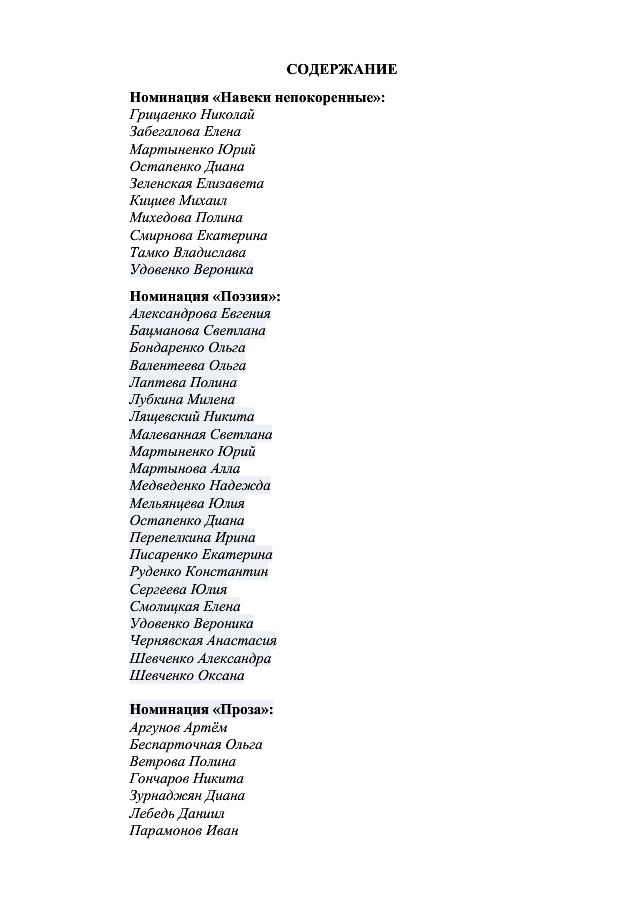 СОДЕРЖАНИЕ
Номинация «Навеки непокоренные»:
Грицаенко Николай
Забегалова Елена
Мартыненко Юрий
Остапенко Диана
Зеленская Елизавета
Кициев Михаил
Михедова Полина
Смирнова Екатерина
Тамко Владислава
Удовенко Вероника
Номинация «Поэзия»:
Александрова Евгения
Бацманова Светлана
Бондаренко Ольга
Валентеева Ольга
Лаптева Полина
Лубкина Милена
Лящевский Никита
Малеванная Светлана
Мартыненко Юрий
Мартынова Алла
Медведенко Надежда
Мельянцева Юлия
Остапенко Диана
Перепелкина Ирина
Писаренко Екатерина
Руденко Константин
Сергеева Юлия
Смолицкая Елена
Удовенко Вероника
Чернявская Анастасия
Шевченко Александра
Шевченко Оксана
Номинация «Проза»:
Аргунов Артём
Беспарточная Ольга
Ветрова Полина
Гончаров Никита
Зурнаджян Диана
Лебедь Даниил
Парамонов Иван